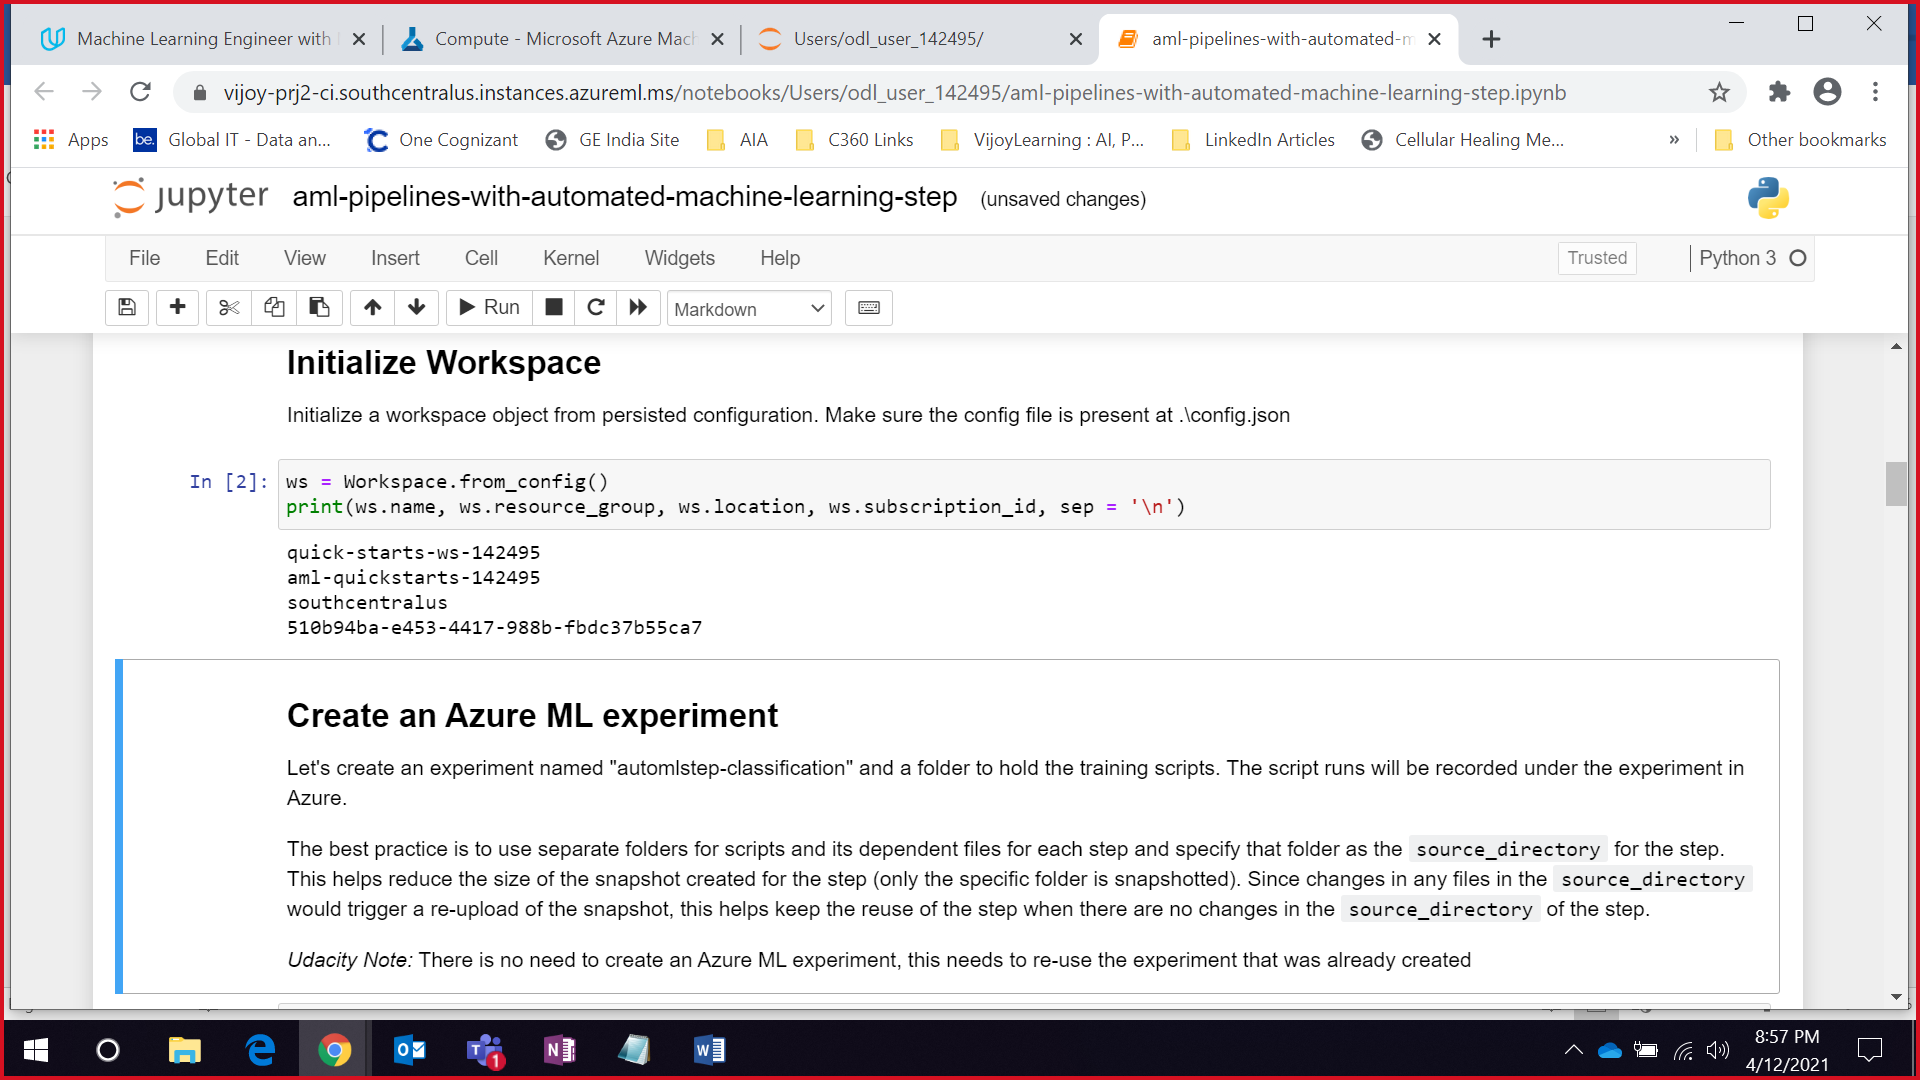 Machine Learning Engineer with
Compute - Microsoft Azure Mach
Users/odl_user_142495/
aml-pipelines-with-automated-m
vijoy-prj2-ci.southcentralus.instances.azureml.ms/notebooks/Users/odl_user_142495/aml-pipelines-with-automated-machine-learning-step.ipynb
Apps be. Global IT - Data an... One Cognizant GE India Site AIA C360 Links VijoyLearning : AI, P... LinkedIn Articles Cellular Healing Me... » Other bookmarks
jupyter aml-pipelines-with-automated-machine-learning-step (unsaved changes)
File Edit View Insert Cell Kernel Widgets Help Trusted Python 3
Run Markdown
Initialize Workspace
Initialize a workspace object from persisted configuration. Make sure the config file is present at .\config.json
In [2]: ws = Workspace.from_config()
print(ws.name, ws.resource_group, ws.location, ws.subscription_id, sep = '\n')
quick-starts-ws-142495
aml-quickstarts-142495
southcentralus
510b94ba-e453-4417-988b-fbdc37b55ca7
Create an Azure ML experiment
Let's create an experiment named "automlstep-classification" and a folder to hold the training scripts. The script runs will be recorded under the experiment in
Azure.
The best practice is to use separate folders for scripts and its dependent files for each step and specify that folder as the source_directory for the step.
This helps reduce the size of the snapshot created for the step (only the specific folder is snapshotted). Since changes in any files in the source_directory
would trigger a re-upload of the snapshot, this helps keep the reuse of the step when there are no changes in the source_directory of the step.
Udacity Note: There is no need to create an Azure ML experiment, this needs to re-use the experiment that was already created
1
8:57 PM
4/12/2021